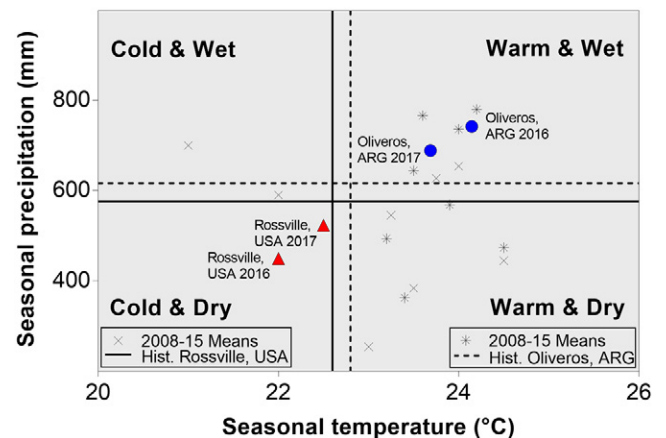 Seasonal precipitation (mm)
800
600
400
Cold & Wet
Warm & Wet
Oliveros,
ARG 2016
Oliveros,
ARG 2017
Rossville,
USA 2017
Rossville,
USA 2016
Cold & Dry
Warm & Dry
2008-15 Means
Hist. Rossville, USA
2008-15 Means
Hist. Oliveros, ARG
20
22
24
26
Seasonal temperature (°C)